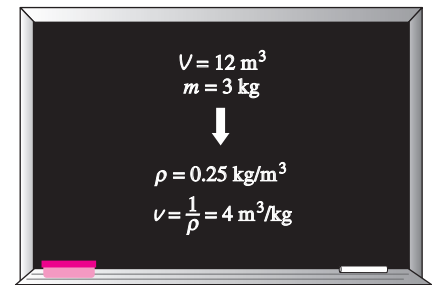 V = 12 m³
m = 3 kg
ρ = 0.25 kg/m³
v = 1/ρ = 4 m³/kg